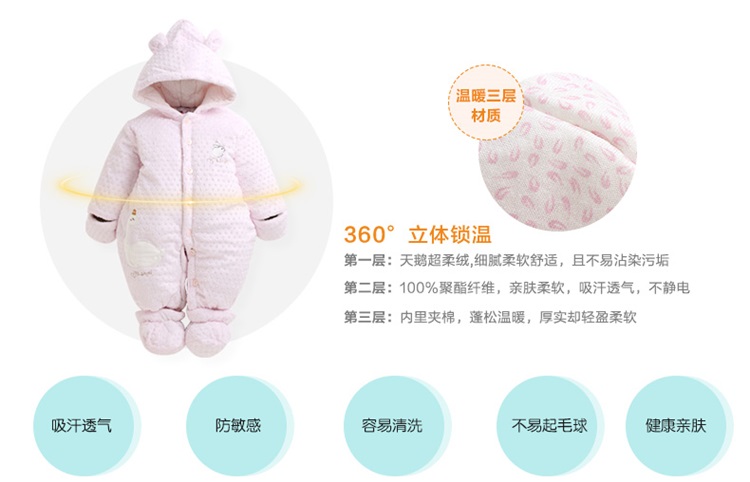 温暖三层
材质
360° 立体锁温
第一层：天鹅超柔绒,细腻柔软舒适，且不易沾染污垢
第二层：100%聚酯纤维，亲肤柔软，吸汗透气，不静电
第三层：内里夹棉，蓬松温暖，厚实却轻盈柔软
吸汗透气
防敏感
容易清洗
不易起毛球
健康亲肤